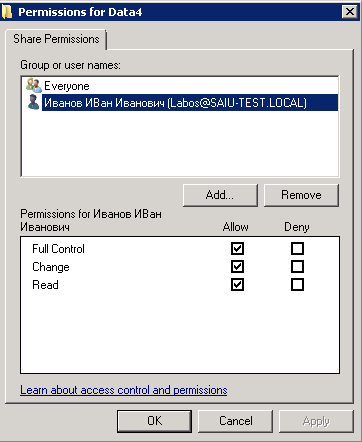 Permissions for Data4
Share Permissions
Group or user names:
Everyone
Иванов ИВан Иванович (Labos@SAIU-TEST.LOCAL)
Add...
Remove
Permissions for Иванов ИВан
Иванович
Allow
Deny
Full Control
Change
Read
Learn about access control and permissions
OK
Cancel
Apply